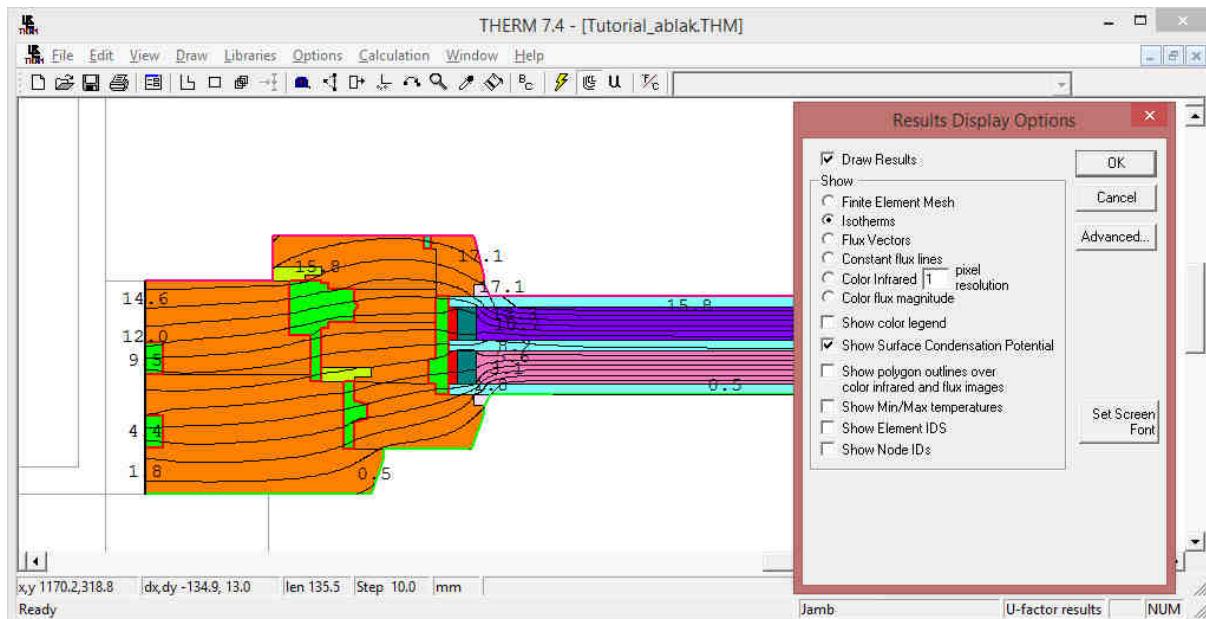 THERM 7.4 - [Tutorial_ablak.THM]
File Edit View Draw Libraries Options Calculation Window Help
Results Display Options
Draw Results
OK
Show
Finite Element Mesh
Cancel
Isotherms
Flux Vectors
Advanced...
Constant flux lines
Color Infrared 1 pixel resolution
Color flux magnitude
Show color legend
Show Surface Condensation Potential
Show polygon outlines over
color infrared and flux images
Show Min/Max temperatures
Set Screen
Font
Show Element IDS
Show Node IDs
17.1
15.8
17.1
14.6
15.8
12.0
9.5
0.5
4.4
1.8
0.5
x,y 1170.2,318.8 dx,dy -134.9, 13.0 len 135.5 Step 10.0 mm
Ready Jamb U-factor results NUM